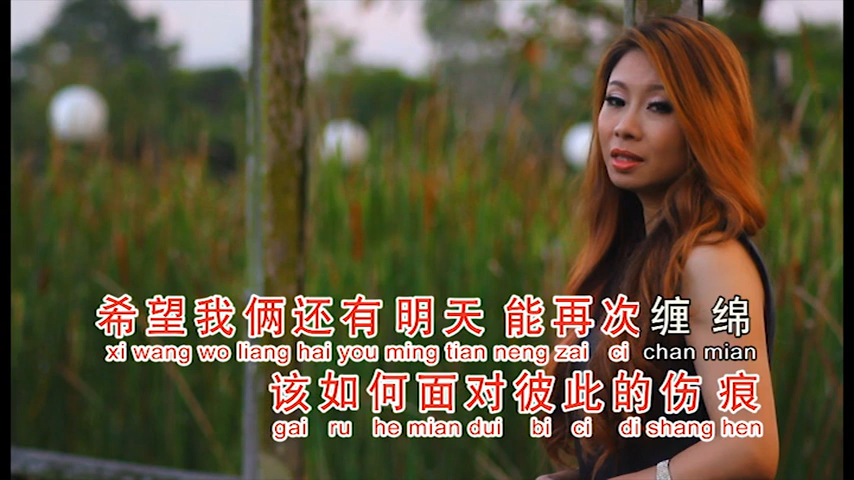 希望我俩还有明天 能再次缠绵
xi wang wo liang hai you ming tian neng zai ci chan mian
该如何面对彼此的伤痕
gai ru he mian dui bi ci di shang hen